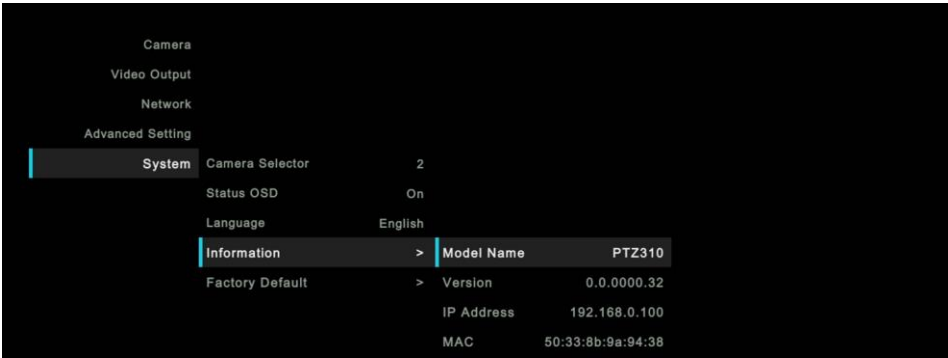 Camera
Video Output
Network
Advanced Setting
System Camera Selector 2
Status OSD On
Language English
Information > Model Name PTZ310
Factory Default > Version 0.0.0000.32
IP Address 192.168.0.100
MAC 50:33:8b:9a:94:38